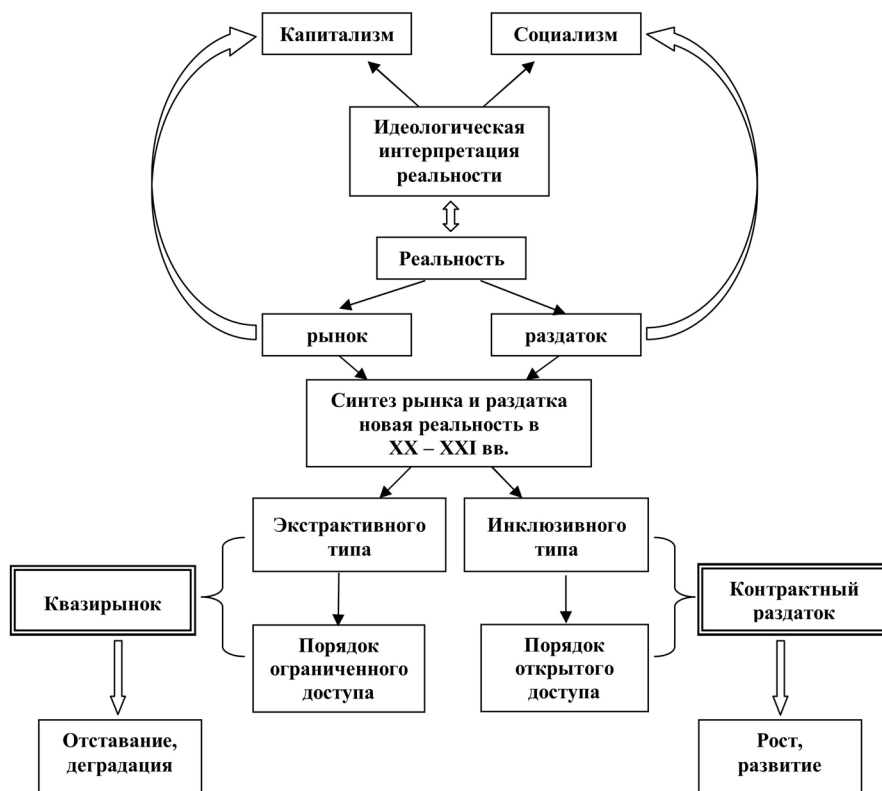 Капитализм
Социализм
Идеологическая
интерпретация
реальности
Реальность
рынок
раздаток
Синтез рынка и раздатка
новая реальность в
XX – XXI вв.
Экстрактивного
типа
Инклюзивного
типа
Квазирынок
Контрактный
раздаток
Порядок
ограниченного
доступа
Порядок
открытого
доступа
Отставание,
деградация
Рост,
развитие